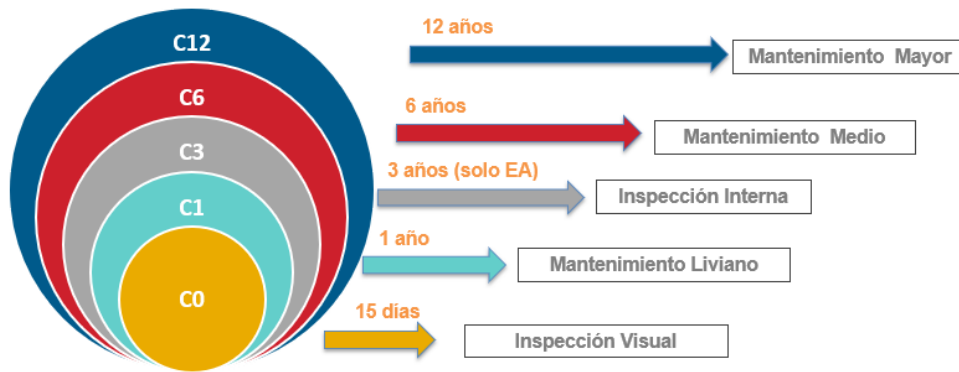 C12
12 años
Mantenimiento Mayor
C6
6 años
Mantenimiento Medio
C3
3 años (solo EA)
Inspección Interna
C1
1 año
Mantenimiento Liviano
C0
15 días
Inspección Visual